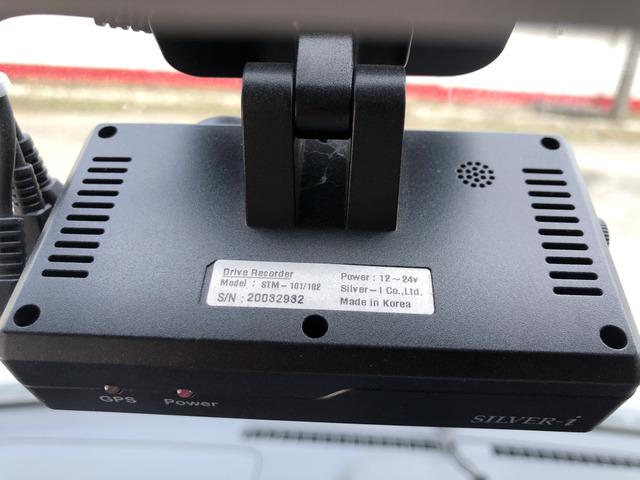 Drive Recorder
Model : STM - 101/102
S/N : 20032932
Power : 12~24v
Silver-I Co.,Ltd.
Made in Korea
GPS
Power
SILVER-i